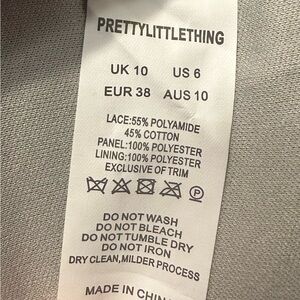 PRETTYLITTLETHING
UK 10 US 6
EUR 38 AUS 10
LACE:55% POLYAMIDE
45% COTTON
PANEL:100% POLYESTER
LINING:100% POLYESTER
EXCLUSIVE OF TRIM
P
DO NOT WASH
DO NOT BLEACH
DO NOT TUMBLE DRY
DO NOT IRON
DRY CLEAN,MILDER PROCESS
MADE IN CHINA